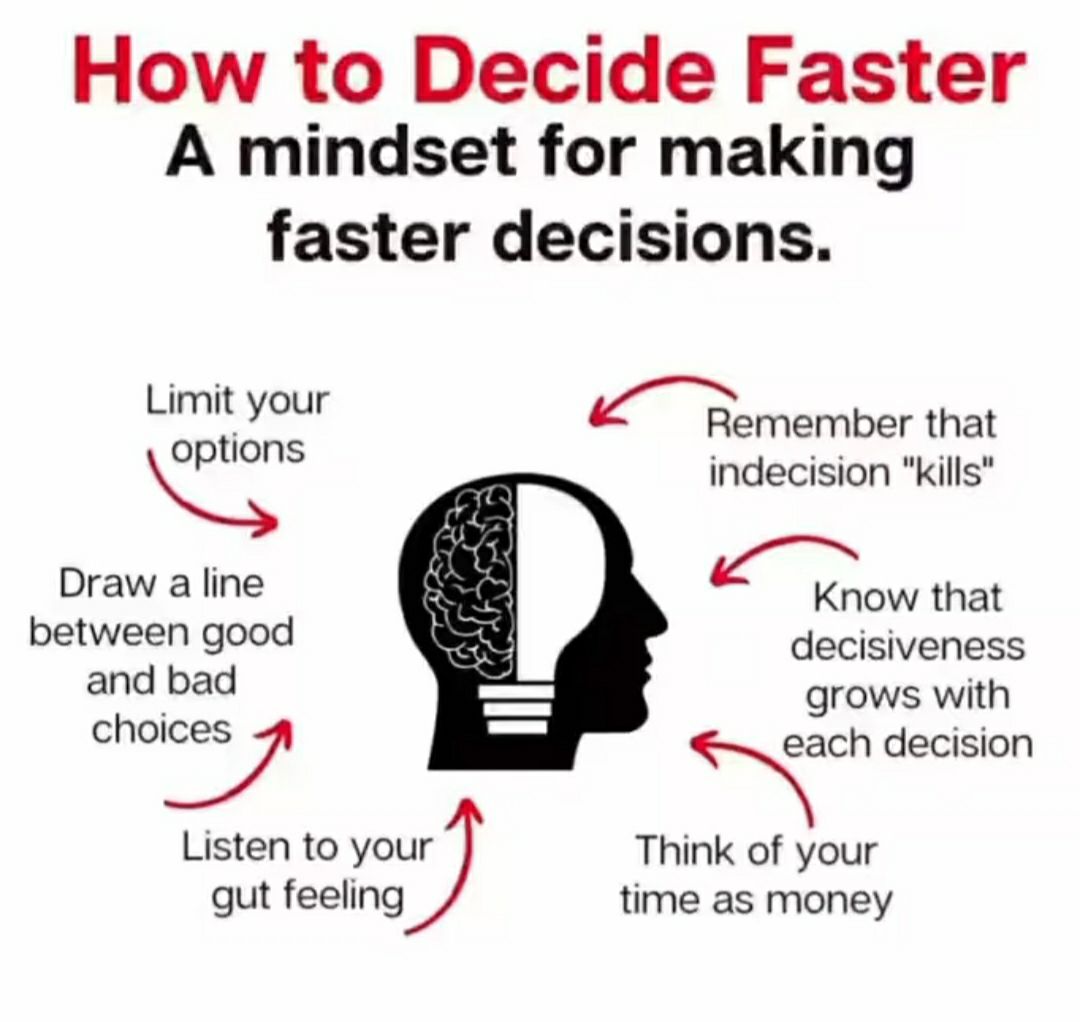 How to Decide Faster
A mindset for making
faster decisions.
Limit your
options
Remember that
indecision "kills"
Draw a line
between good
and bad
choices
Know that
decisiveness
grows with
each decision
Listen to your
gut feeling
Think of your
time as money